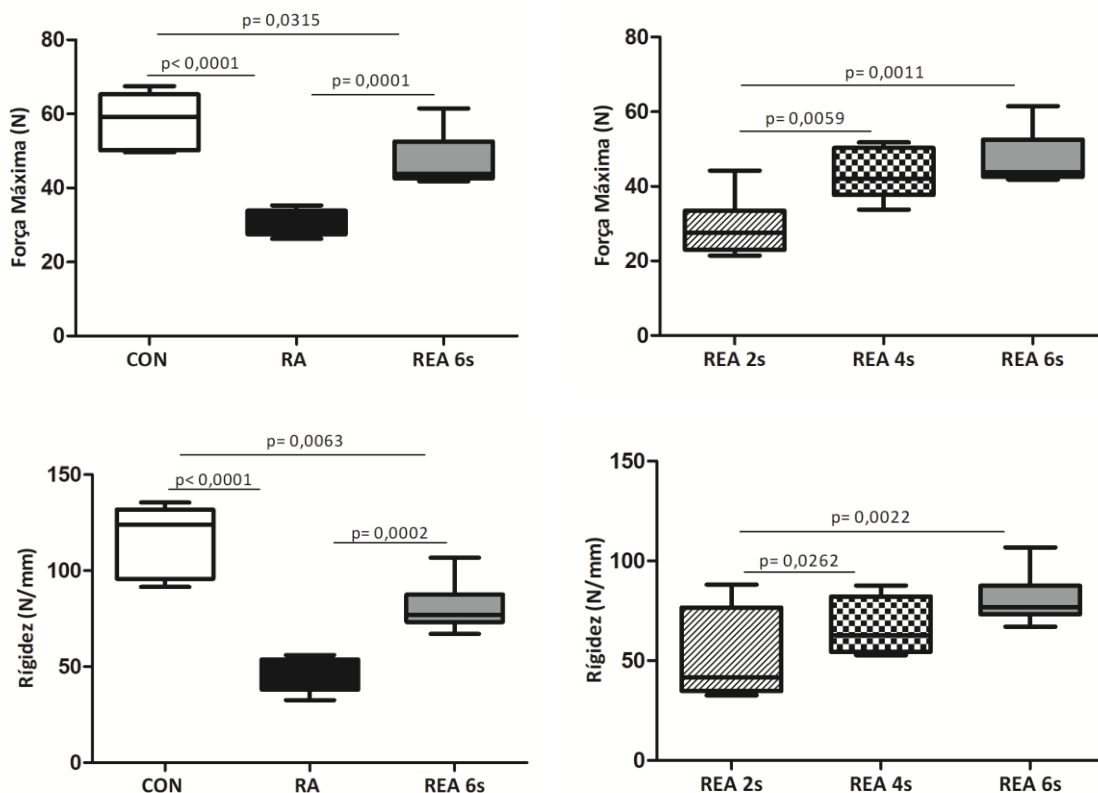 p= 0,0315
p< 0,0001
p= 0,0001
Força Máxima (N)
80
60
40
20
0
CON RA REA 6s
p= 0,0011
p= 0,0059
Força Máxima (N)
80
60
40
20
0
REA 2s REA 4s REA 6s
p= 0,0063
p< 0,0001
p= 0,0002
Rígidez (N/mm)
150
100
50
0
CON RA REA 6s
p= 0,0022
p= 0,0262
Rígidez (N/mm)
150
100
50
0
REA 2s REA 4s REA 6s